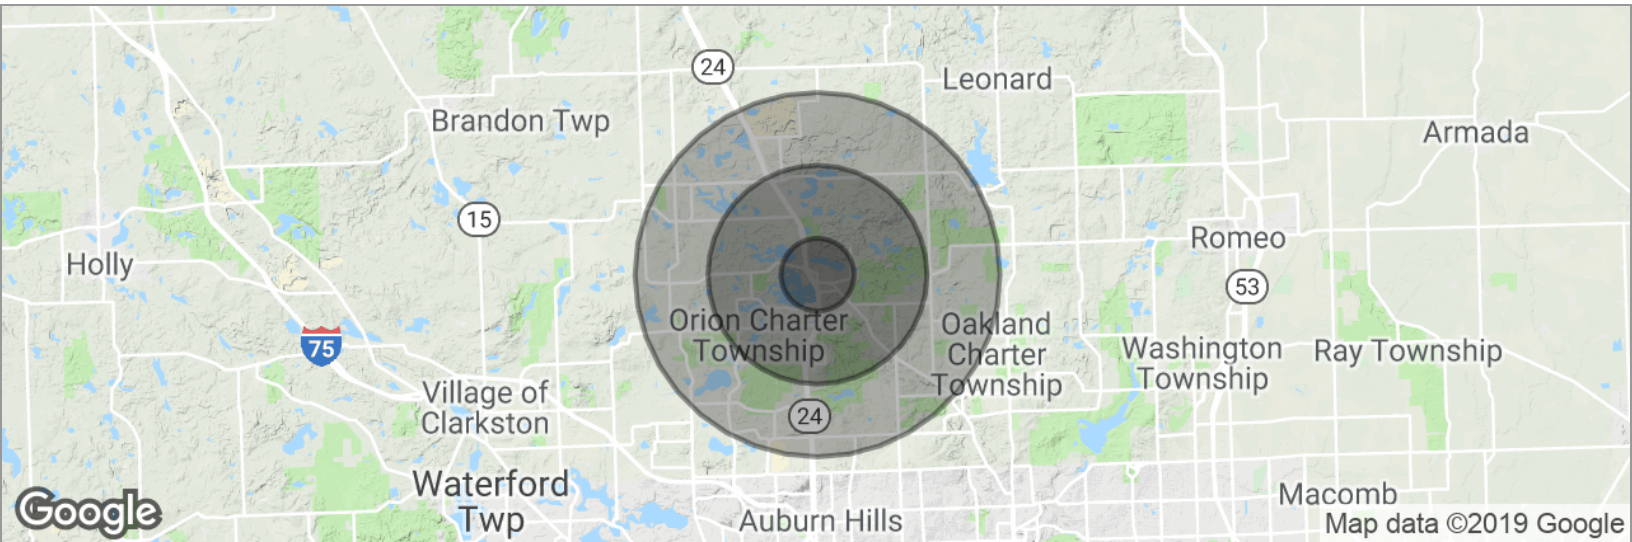 24
Leonard
Brandon Twp
Armada
15
Romeo
Holly
53
Orion Charter
Township
Oakland
Charter
Township
75
Washington
Township
Ray Township
Village of
Clarkston
24
Waterford
Twp
Macomb
Auburn Hills
Google
Map data ©2019 Google